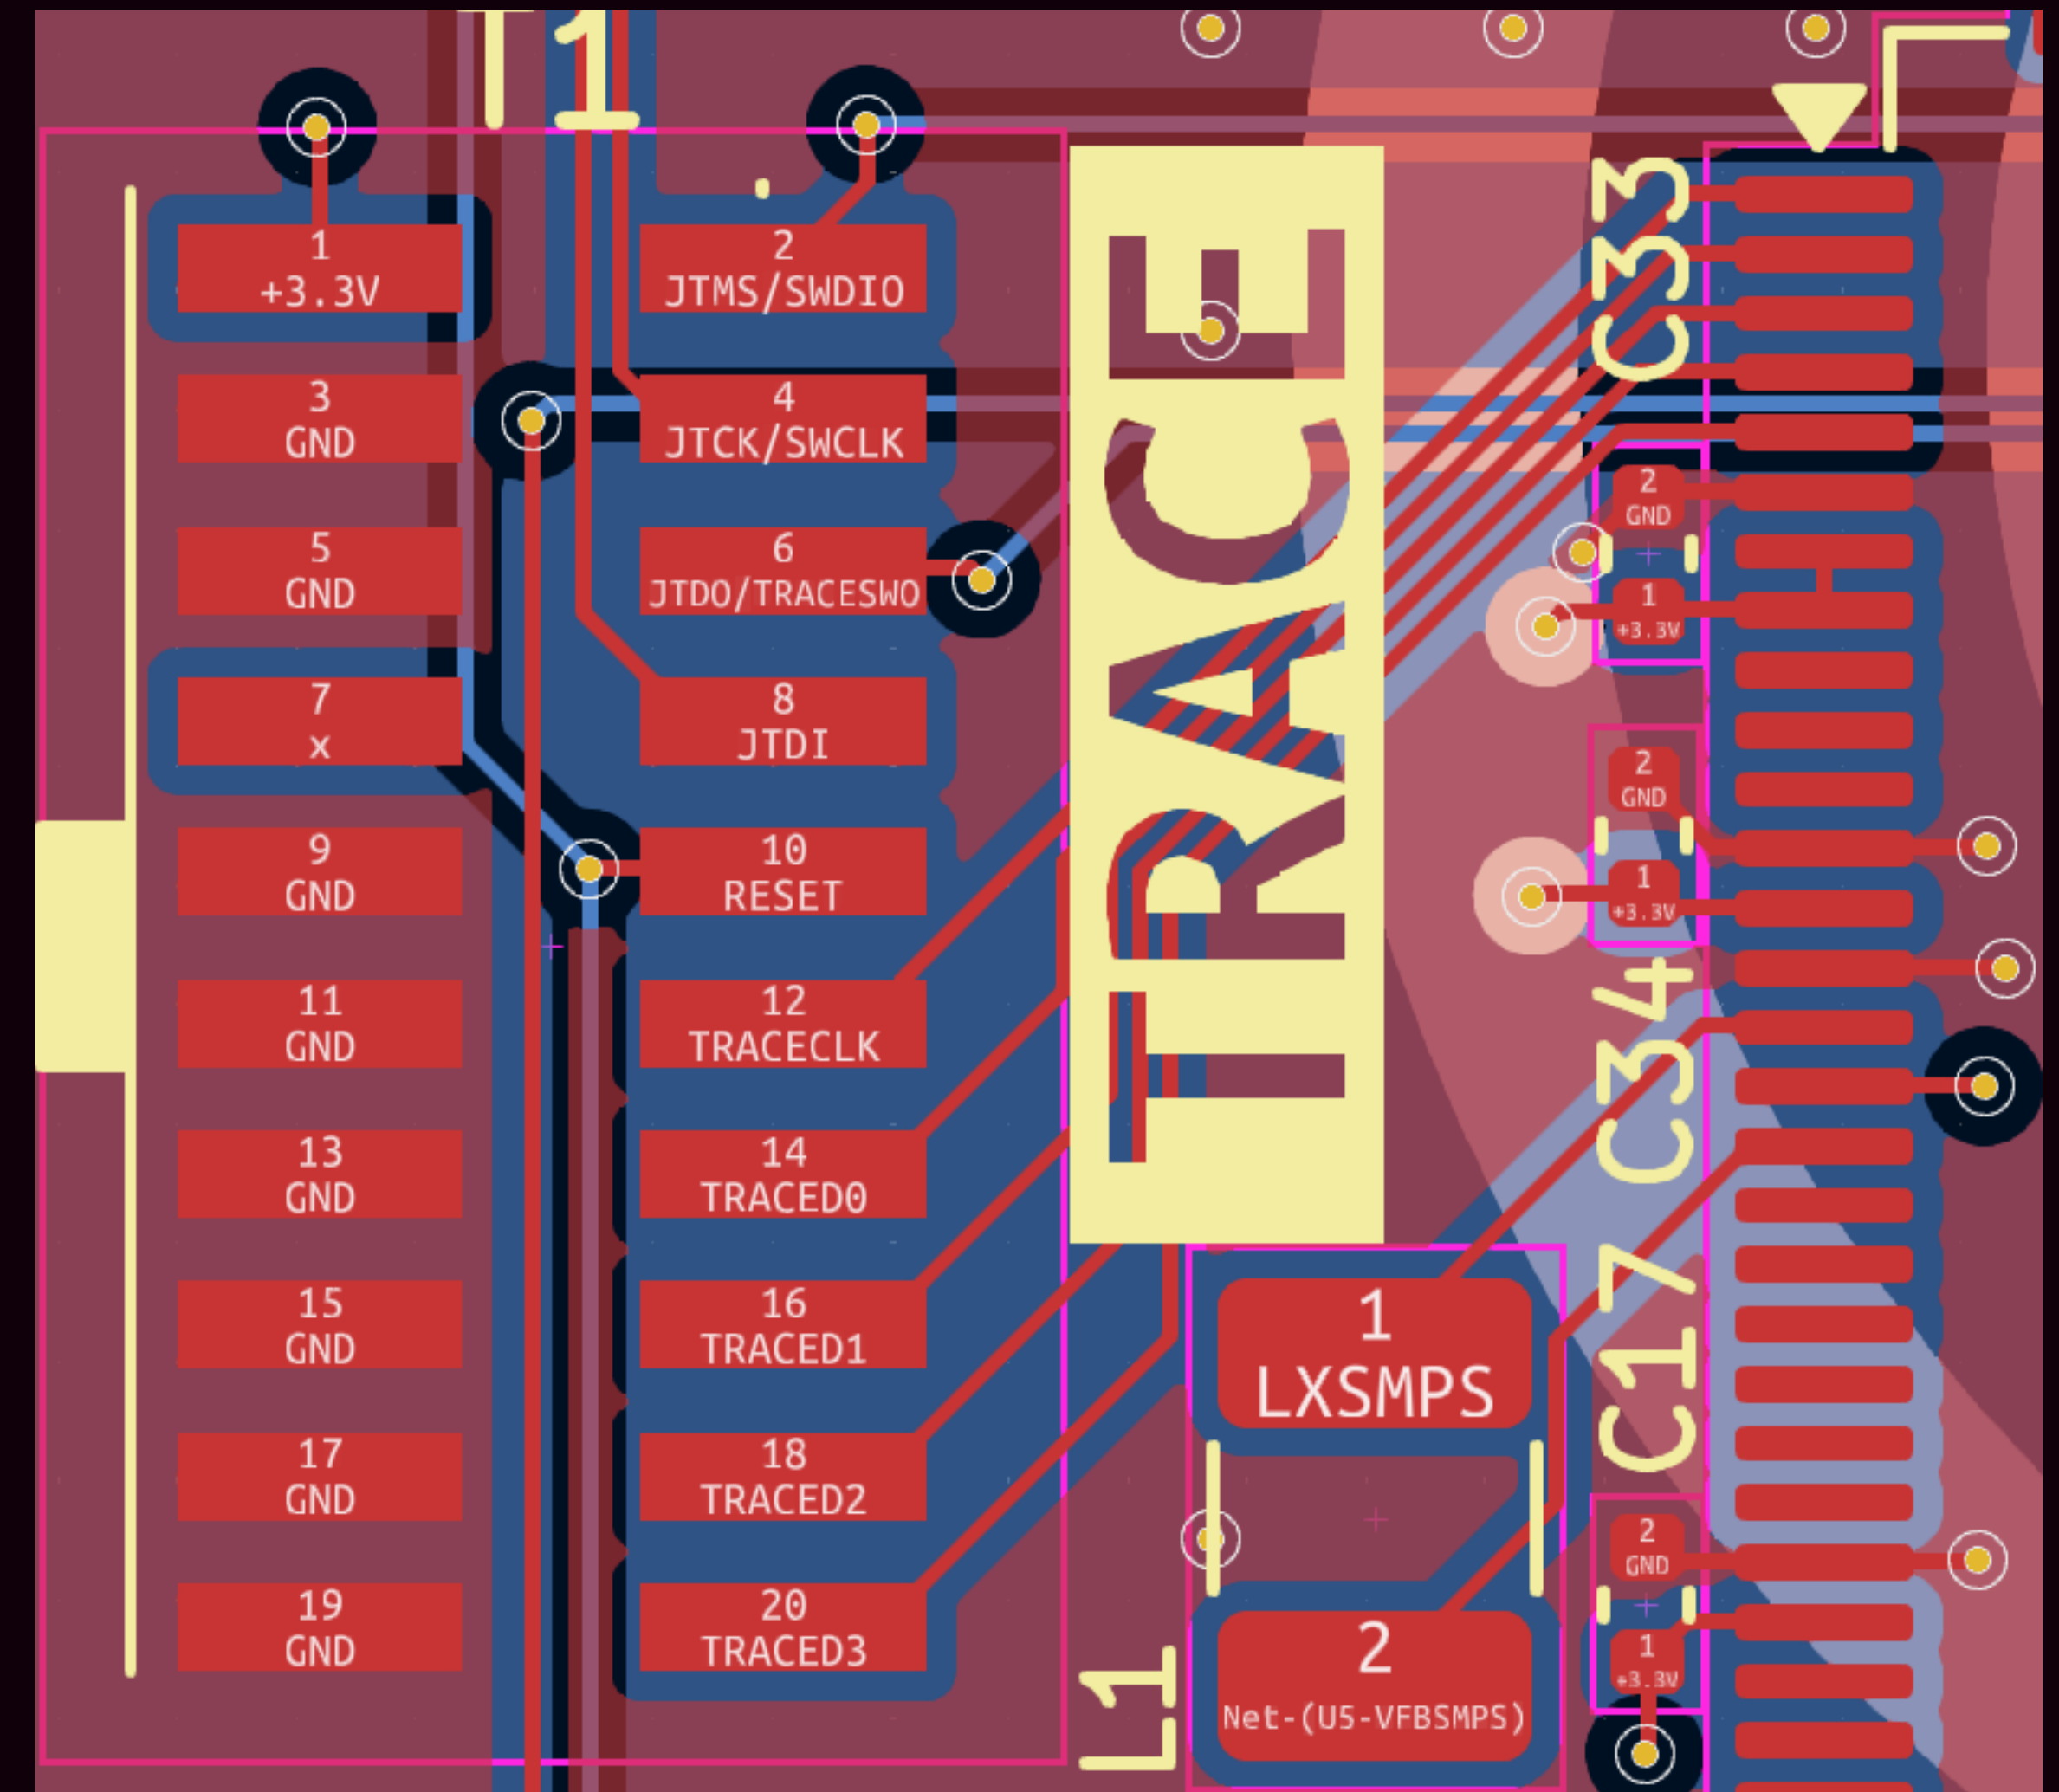 1
1
+3.3V
2
JTMS/SWDIO
3
GND
4
JTCK/SWCLK
5
GND
6
JTDO/TRACESWO
7
x
8
JTDI
9
GND
10
RESET
11
GND
12
TRACECLK
13
GND
14
TRACED0
15
GND
16
TRACED1
17
GND
18
TRACED2
19
GND
20
TRACED3
TRACE
C33
2
GND
1
+3.3V
2
GND
1
+3.3V
C34
C17
1
LXSMPS
2
Net-(U5-VFBSMPS)
L1
2
GND
1
+3.3V